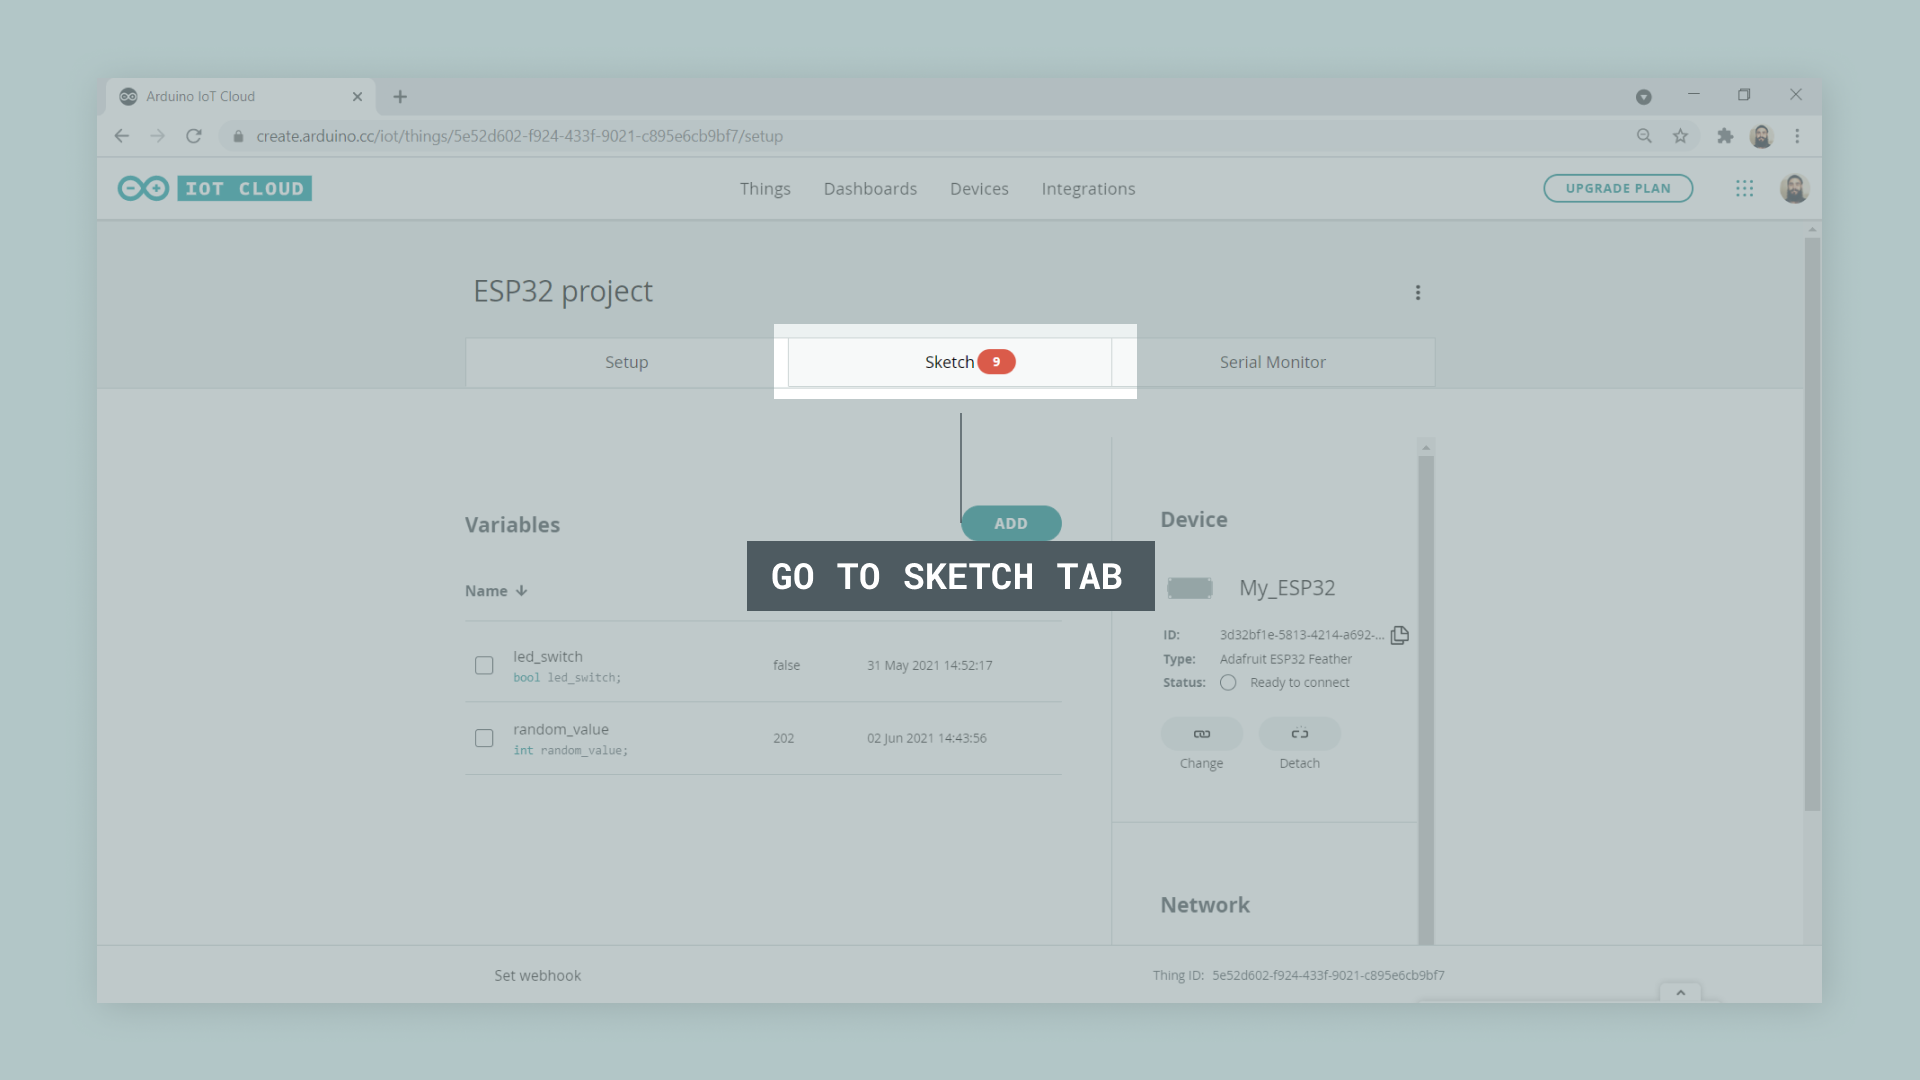 Arduino IoT Cloud
create.arduino.cc/iot/things/5e52d602-f924-433f-9021-c895e6cb9bf7/setup
IOT CLOUD
Things Dashboards Devices Integrations
UPGRADE PLAN
ESP32 project
Setup
Sketch 9
Serial Monitor
Variables
ADD
GO TO SKETCH TAB
Name
led_switch
bool led_switch;
false
31 May 2021 14:52:17
random_value
int random_value;
202
02 Jun 2021 14:43:56
Device
My_ESP32
ID: 3d32bf1e-5813-4214-a692-...
Type: Adafruit ESP32 Feather
Status: Ready to connect
Change
Detach
Network
Set webhook
Thing ID: 5e52d602-f924-433f-9021-c895e6cb9bf7